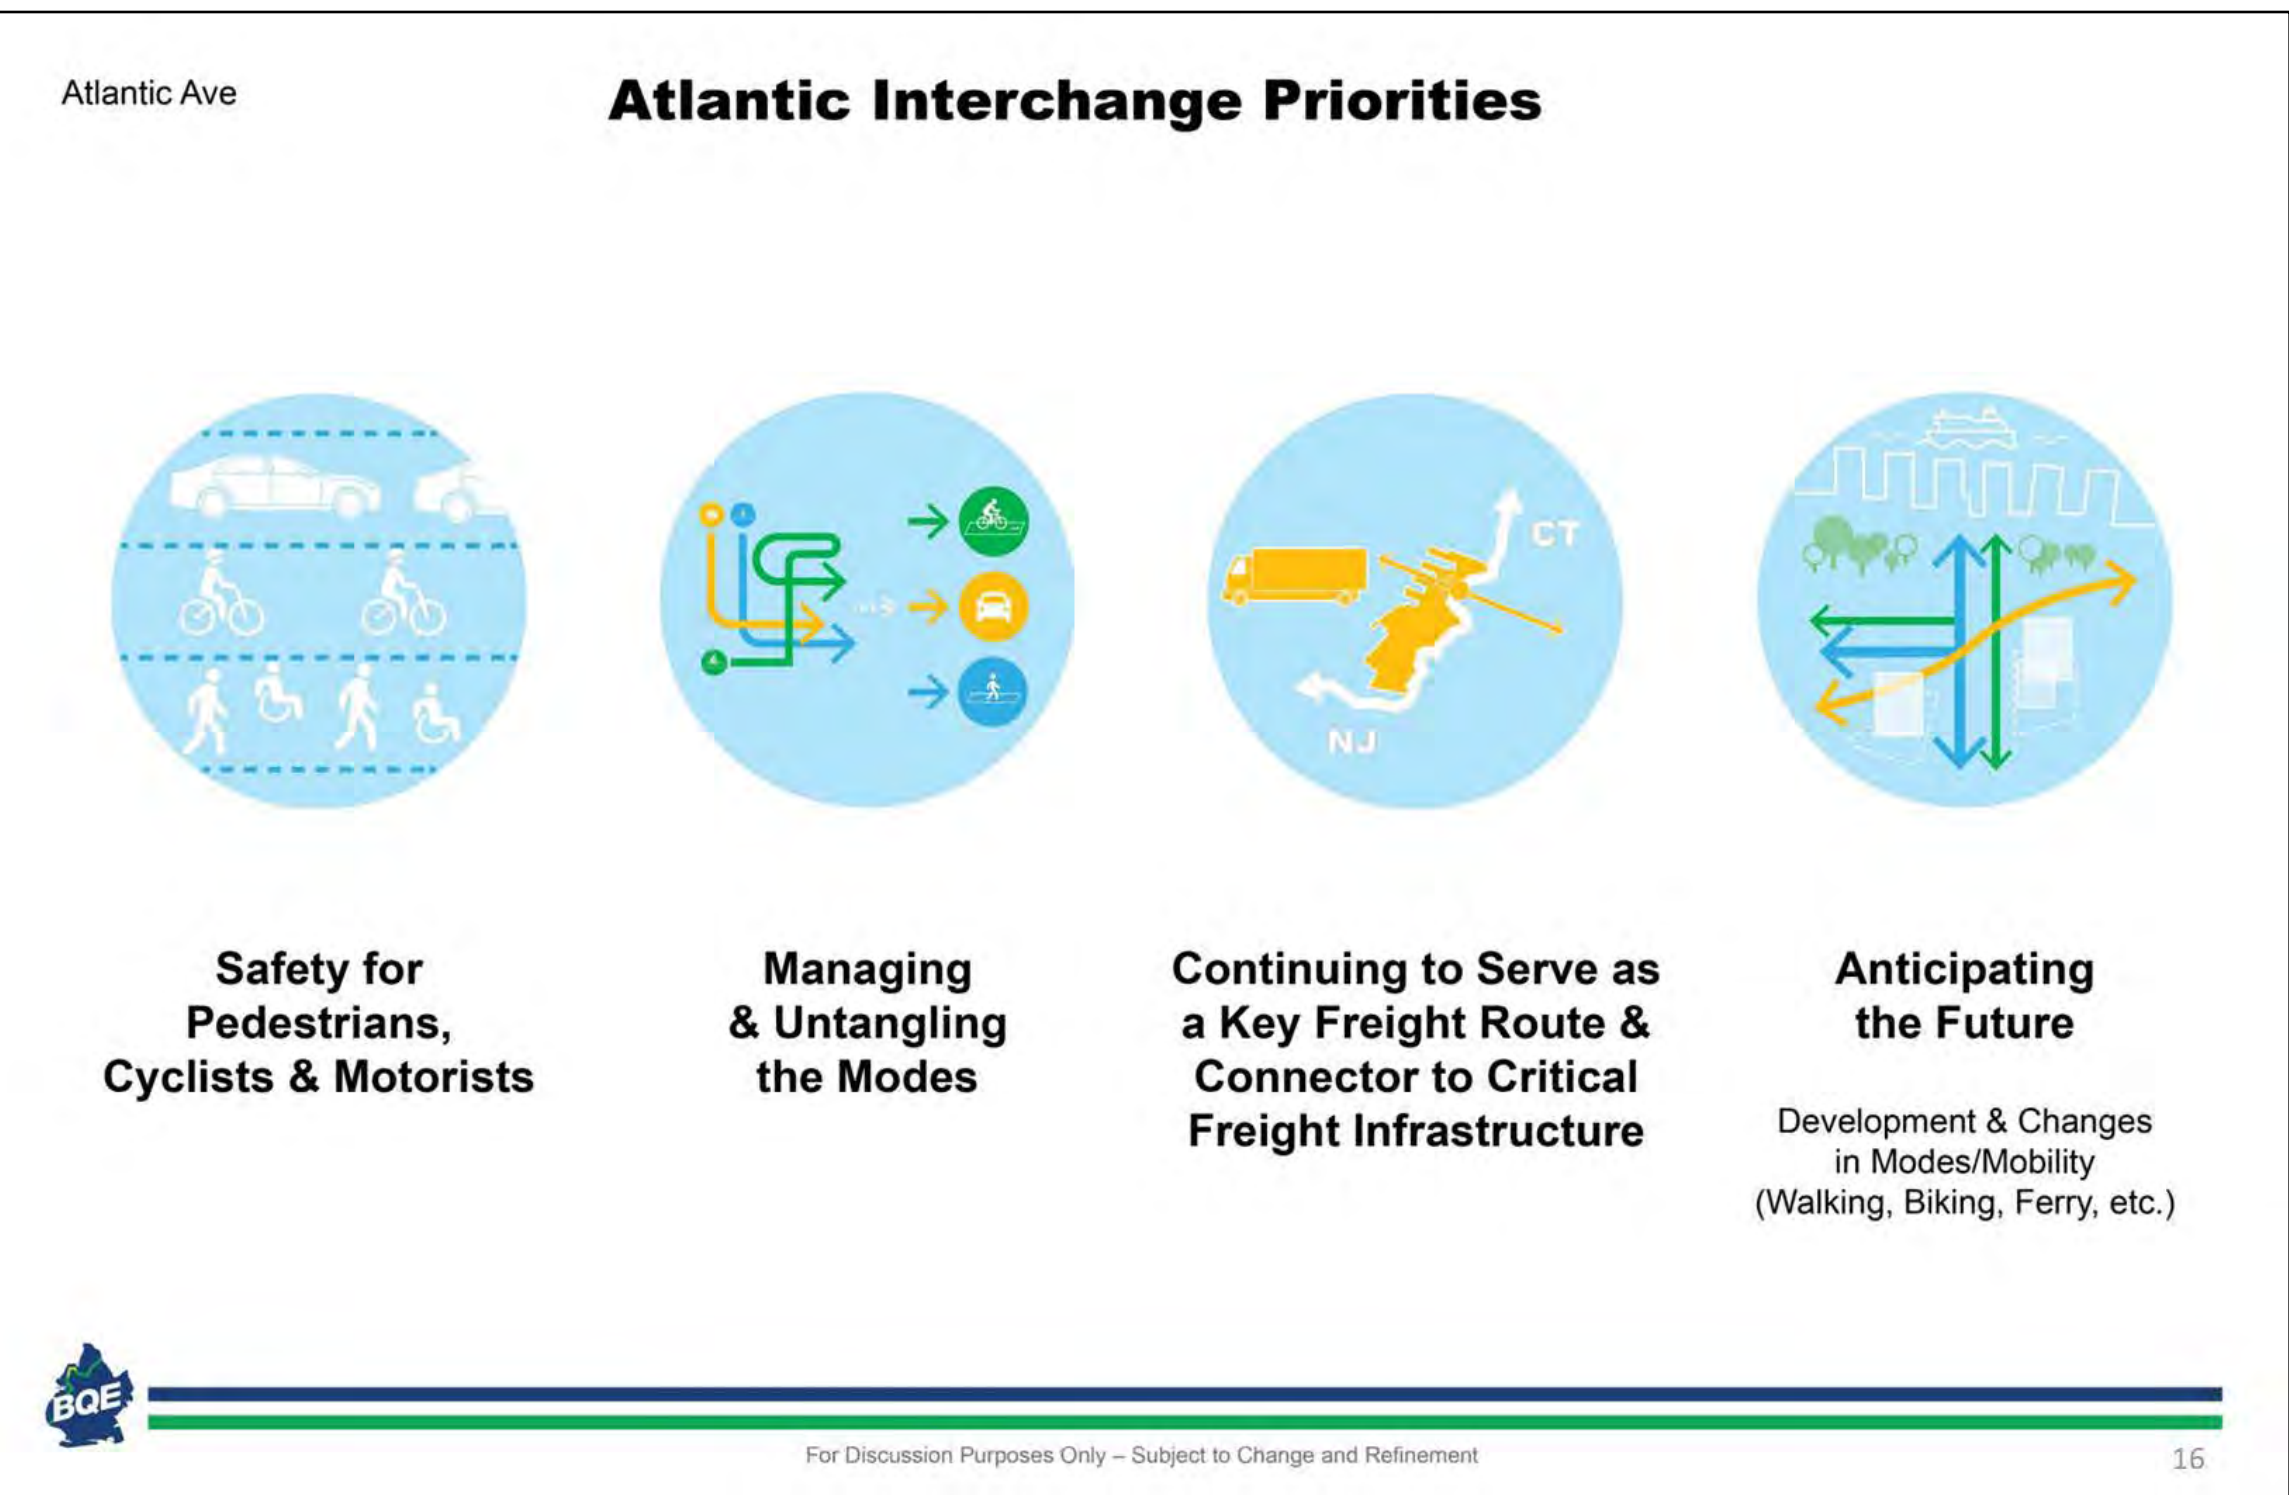 Atlantic Ave
Atlantic Interchange Priorities
CT
NJ
Safety for
Pedestrians,
Cyclists & Motorists
Managing
& Untangling
the Modes
Continuing to Serve as
a Key Freight Route &
Connector to Critical
Freight Infrastructure
Anticipating
the Future
Development & Changes
in Modes/Mobility
(Walking, Biking, Ferry, etc.)
BQE
For Discussion Purposes Only – Subject to Change and Refinement
16